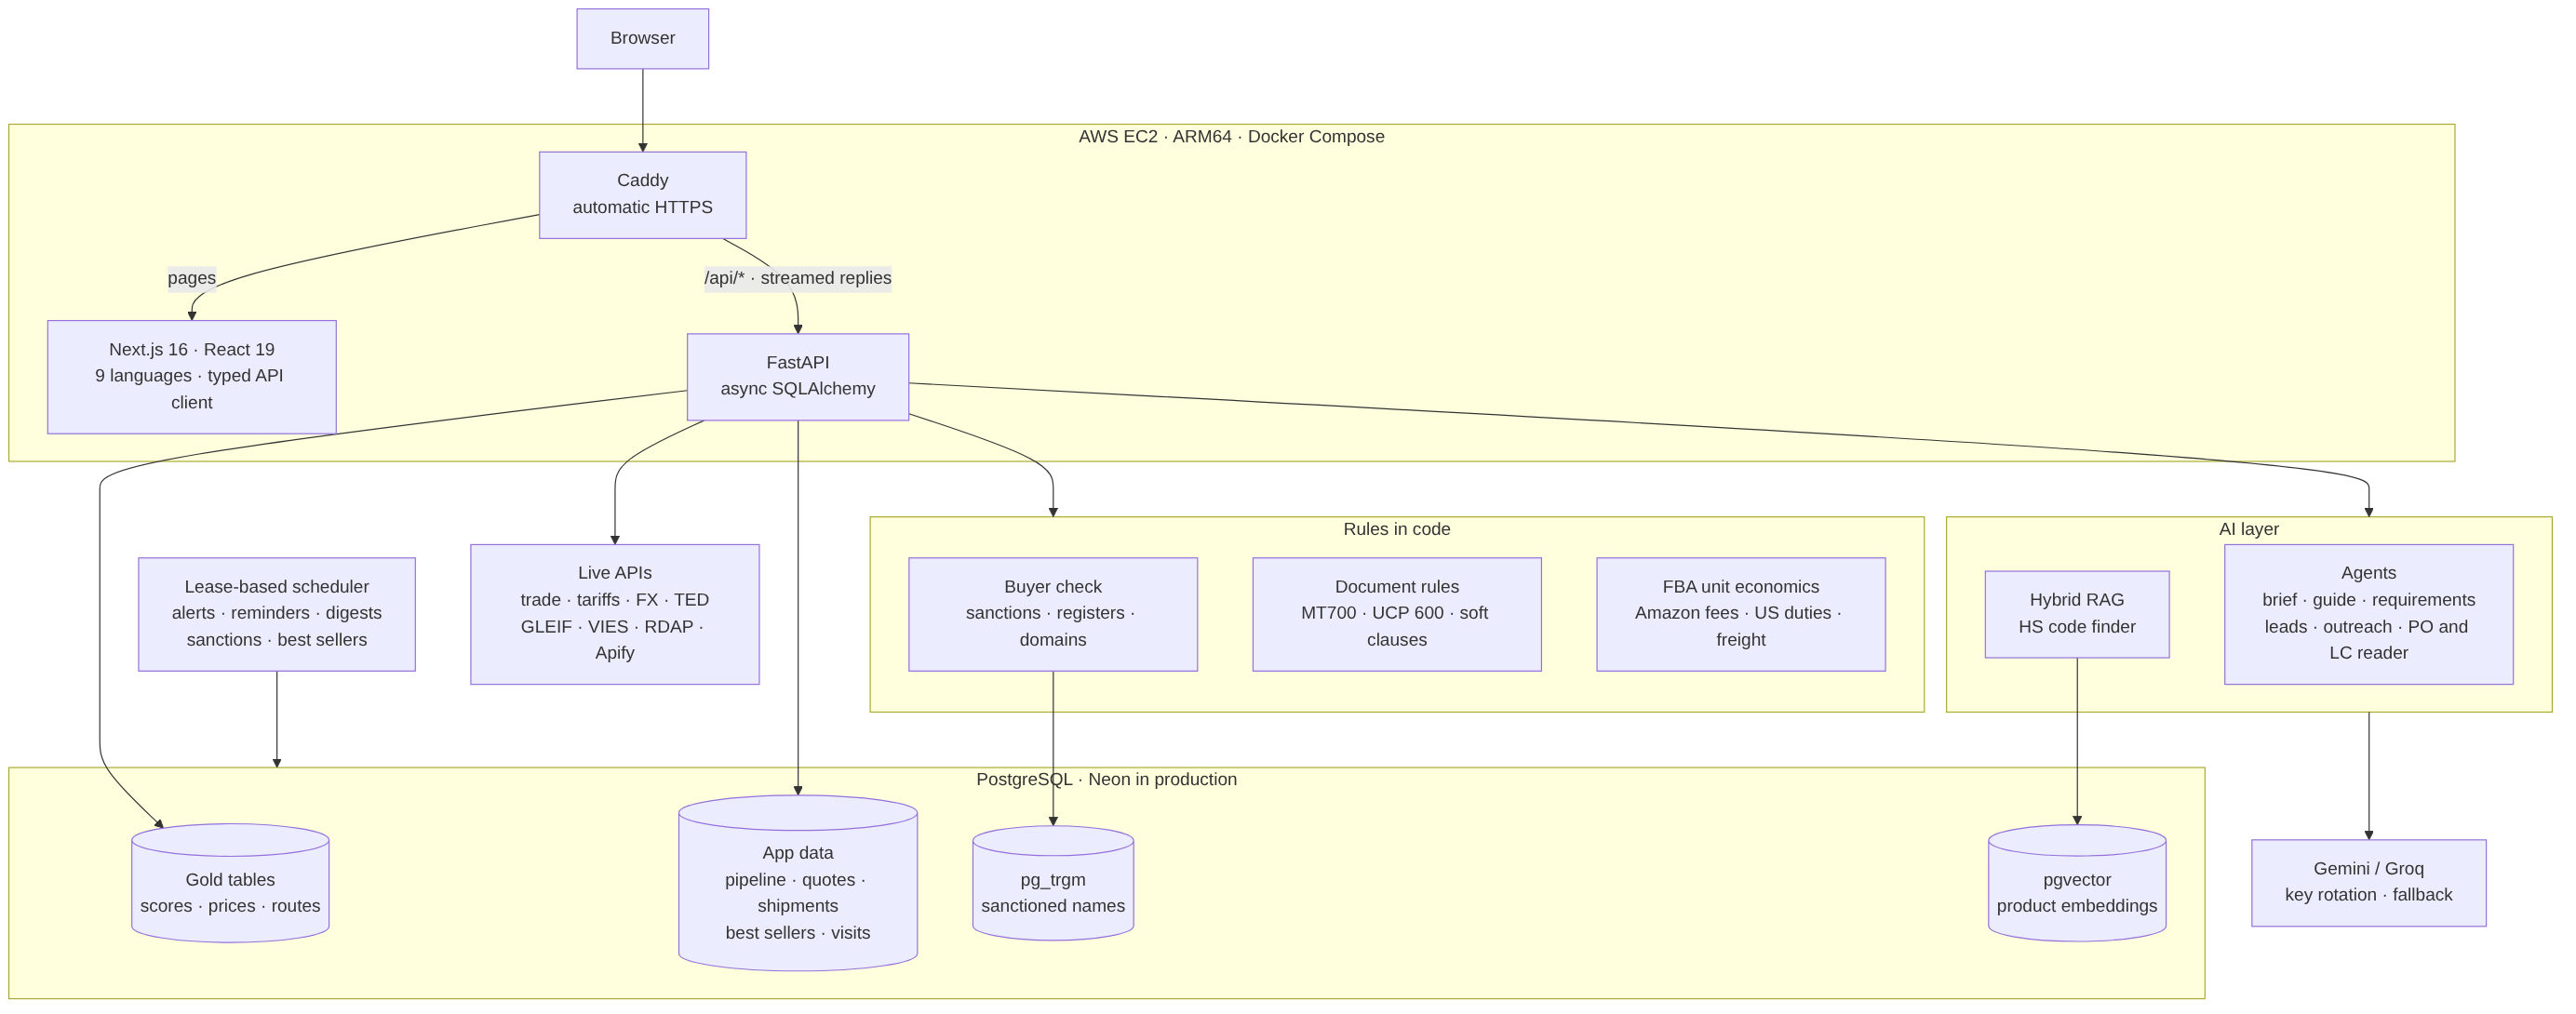 Browser
AWS EC2 · ARM64 · Docker Compose
Caddy
automatic HTTPS
pages
/api/* · streamed replies
Next.js 16 · React 19
9 languages · typed API
client
FastAPI
async SQLAlchemy
Lease-based scheduler
alerts · reminders · digests
sanctions · best sellers
Live APIs
trade · tariffs · FX · TED
GLEIF · VIES · RDAP ·
Apify
Rules in code
Buyer check
sanctions · registers ·
domains
Document rules
MT700 · UCP 600 · soft
clauses
FBA unit economics
Amazon fees · US duties ·
freight
AI layer
Hybrid RAG
HS code finder
Agents
brief · guide · requirements
leads · outreach · PO and
LC reader
PostgreSQL · Neon in production
Gold tables
scores · prices · routes
App data
pipeline · quotes ·
shipments
best sellers · visits
pg_trgm
sanctioned names
pgvector
product embeddings
Gemini / Groq
key rotation · fallback